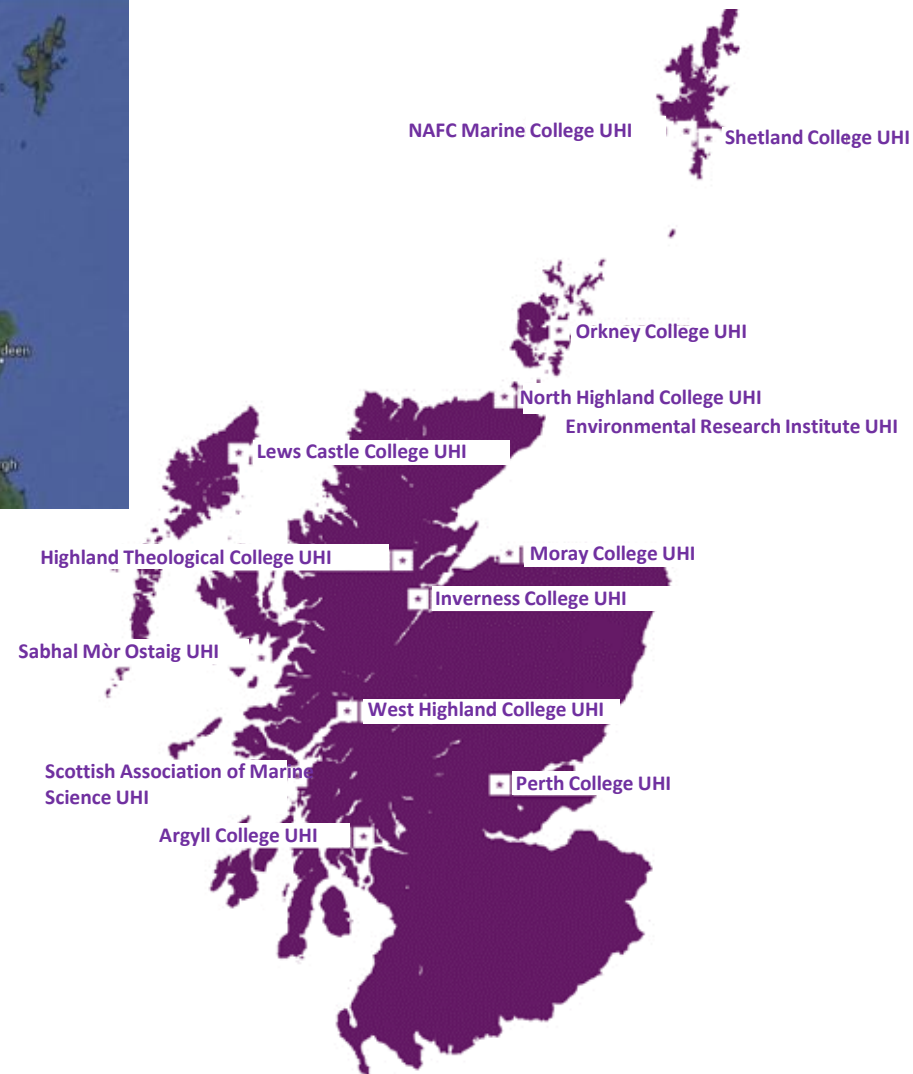 NAFC Marine College UHI
Shetland College UHI
Orkney College UHI
deen
North Highland College UHI
Environmental Research Institute UHI
Lews Castle College UHI
gh
Highland Theological College UHI
Moray College UHI
Inverness College UHI
Sabhal Mòr Ostaig UHI
West Highland College UHI
Scottish Association of Marine
Science UHI
Perth College UHI
Argyll College UHI